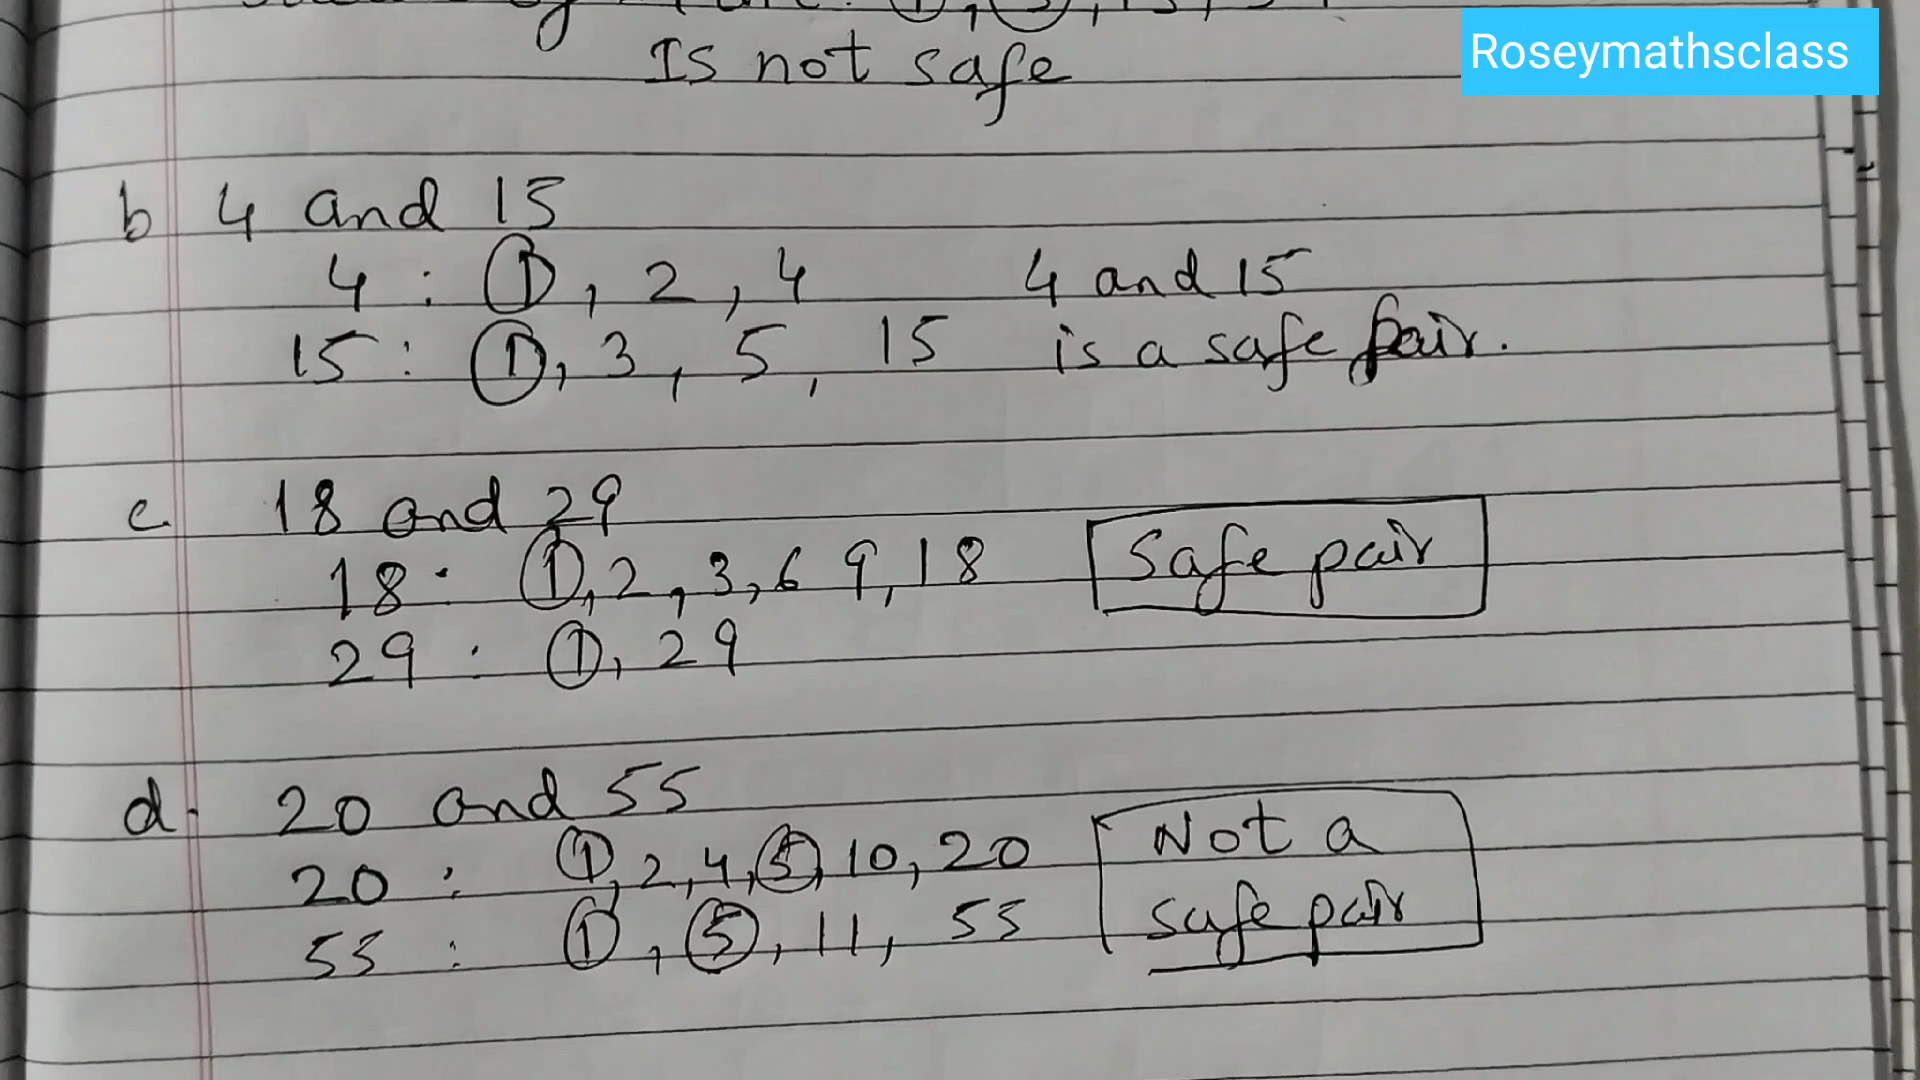 Roseymathsclass
Is not safe
b 4 and 15
4 : 1, 2, 4
4 and 15
15 : 1, 3, 5, 15
is a safe pair.
c. 18 and 29
18 : 1, 2, 3, 6 9, 18
Safe pair
29 : 1, 29
d. 20 and 55
20 : 1, 2, 4, 5, 10, 20
Not a
55 : 1, 5, 11, 55
safe pair